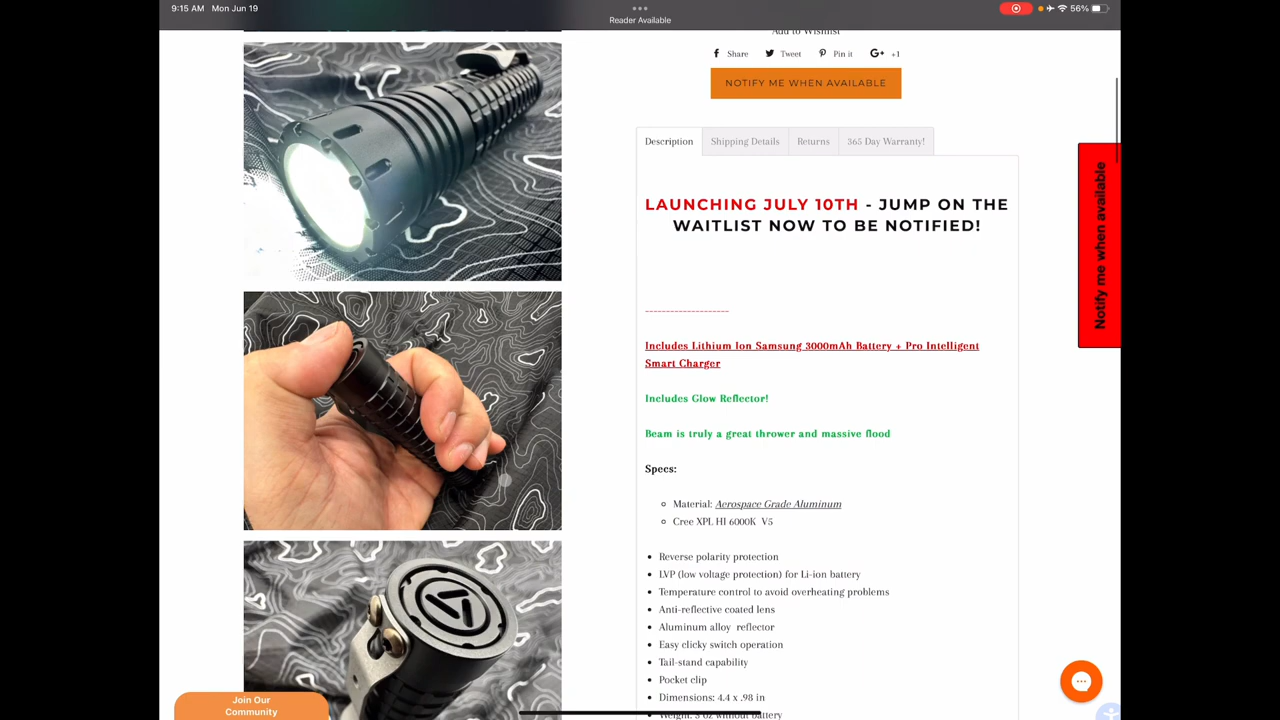 9:15 AM Mon Jun 19
56%
Reader Available
Add to Wishlist
Share Tweet Pin it G+ +1
NOTIFY ME WHEN AVAILABLE
Description Shipping Details Returns 365 Day Warranty!
LAUNCHING JULY 10TH - JUMP ON THE
WAITLIST NOW TO BE NOTIFIED!
Notify me when available
--------------------
Includes Lithium Ion Samsung 3000mAh Battery + Pro Intelligent
Smart Charger
Includes Glow Reflector!
Beam is truly a great thrower and massive flood
Specs:
Material: Aerospace Grade Aluminum
Cree XPL HI 6000K V5
Reverse polarity protection
LVP (low voltage protection) for Li-ion battery
Temperature control to avoid overheating problems
Anti-reflective coated lens
Aluminum alloy reflector
Easy clicky switch operation
Tail-stand capability
Pocket clip
Dimensions: 4.4 x .98 in
Weight: 3 oz without battery
Join Our
Community